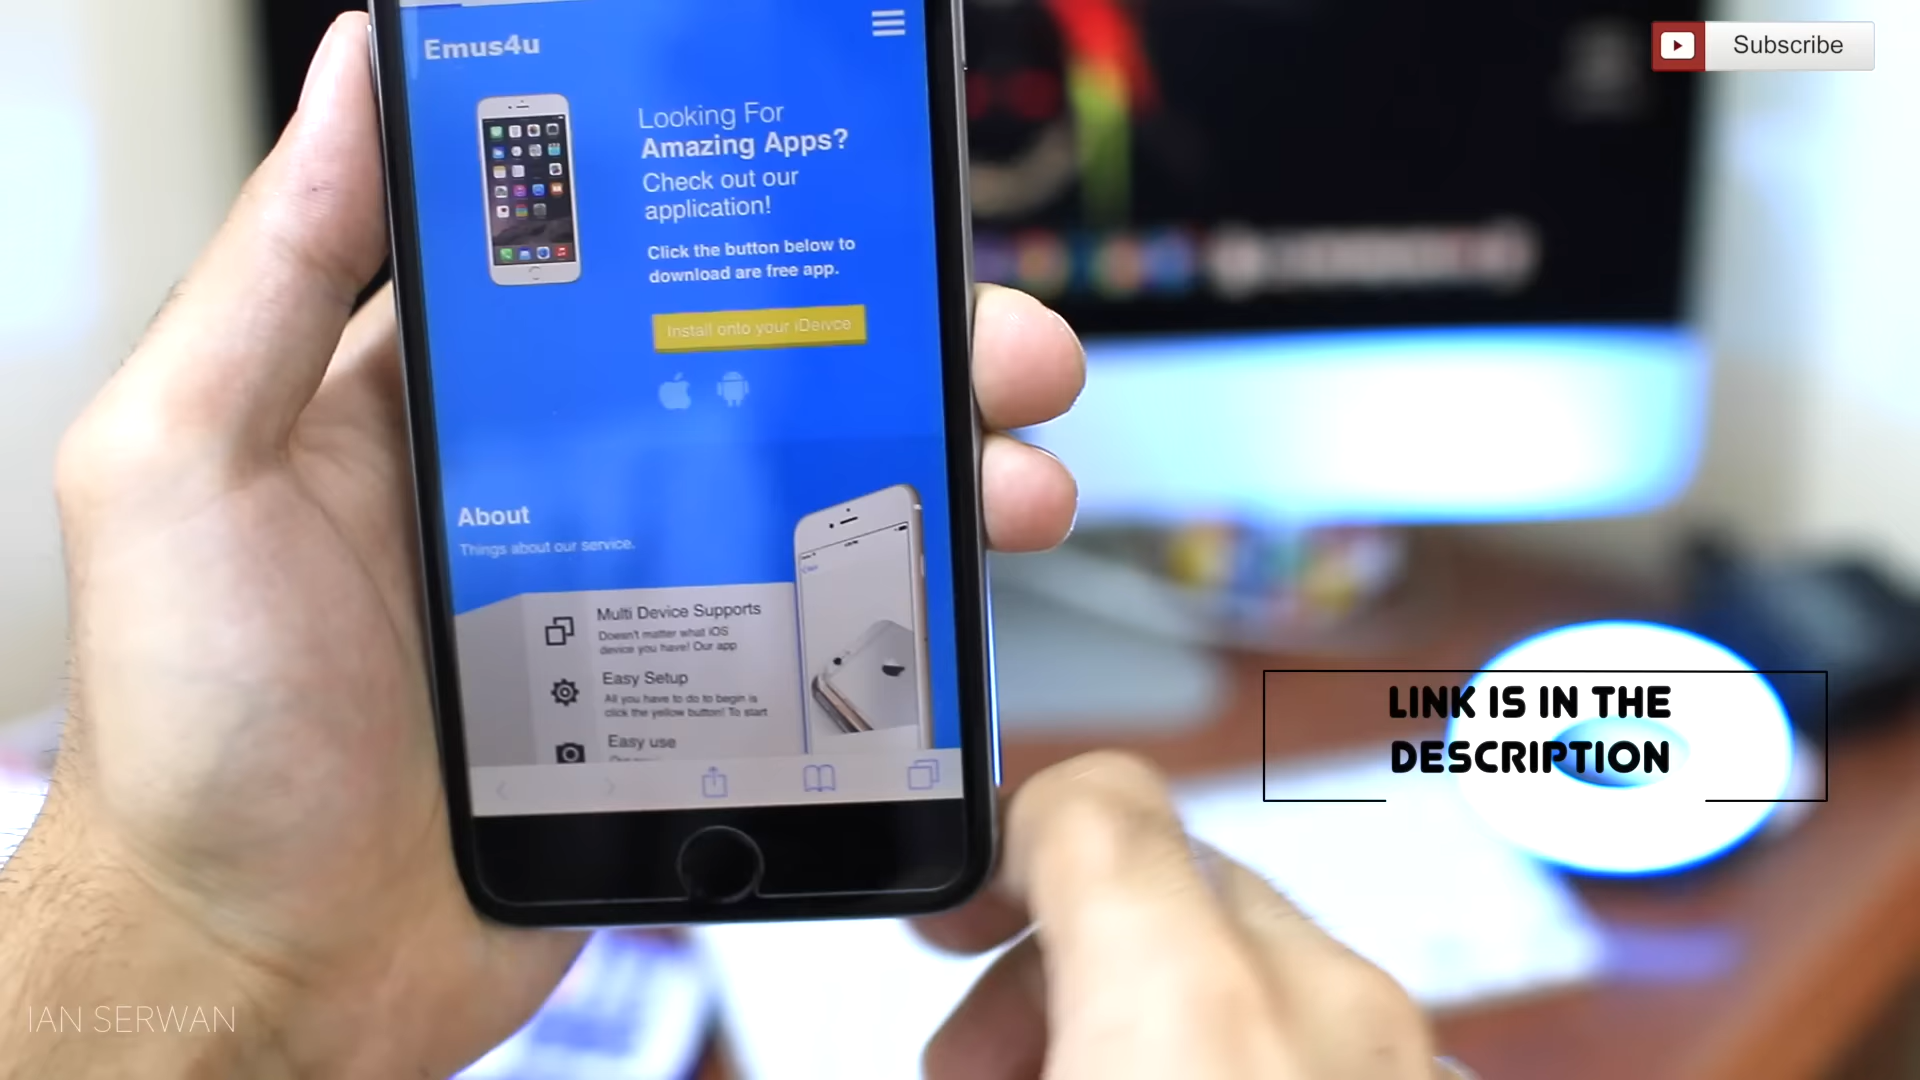 Emus4u
Subscribe
Looking For
Amazing Apps?
Check out our
application!
Click the button below to
download are free app.
Install onto your iDeivce
About
Things about our service.
Multi Device Supports
Doesn't matter what iOS
device you have! Our app
Easy Setup
All you have to do to begin is
click the yellow button! To start
Easy use
LINK IS IN THE
DESCRIPTION
IAN SERWAN